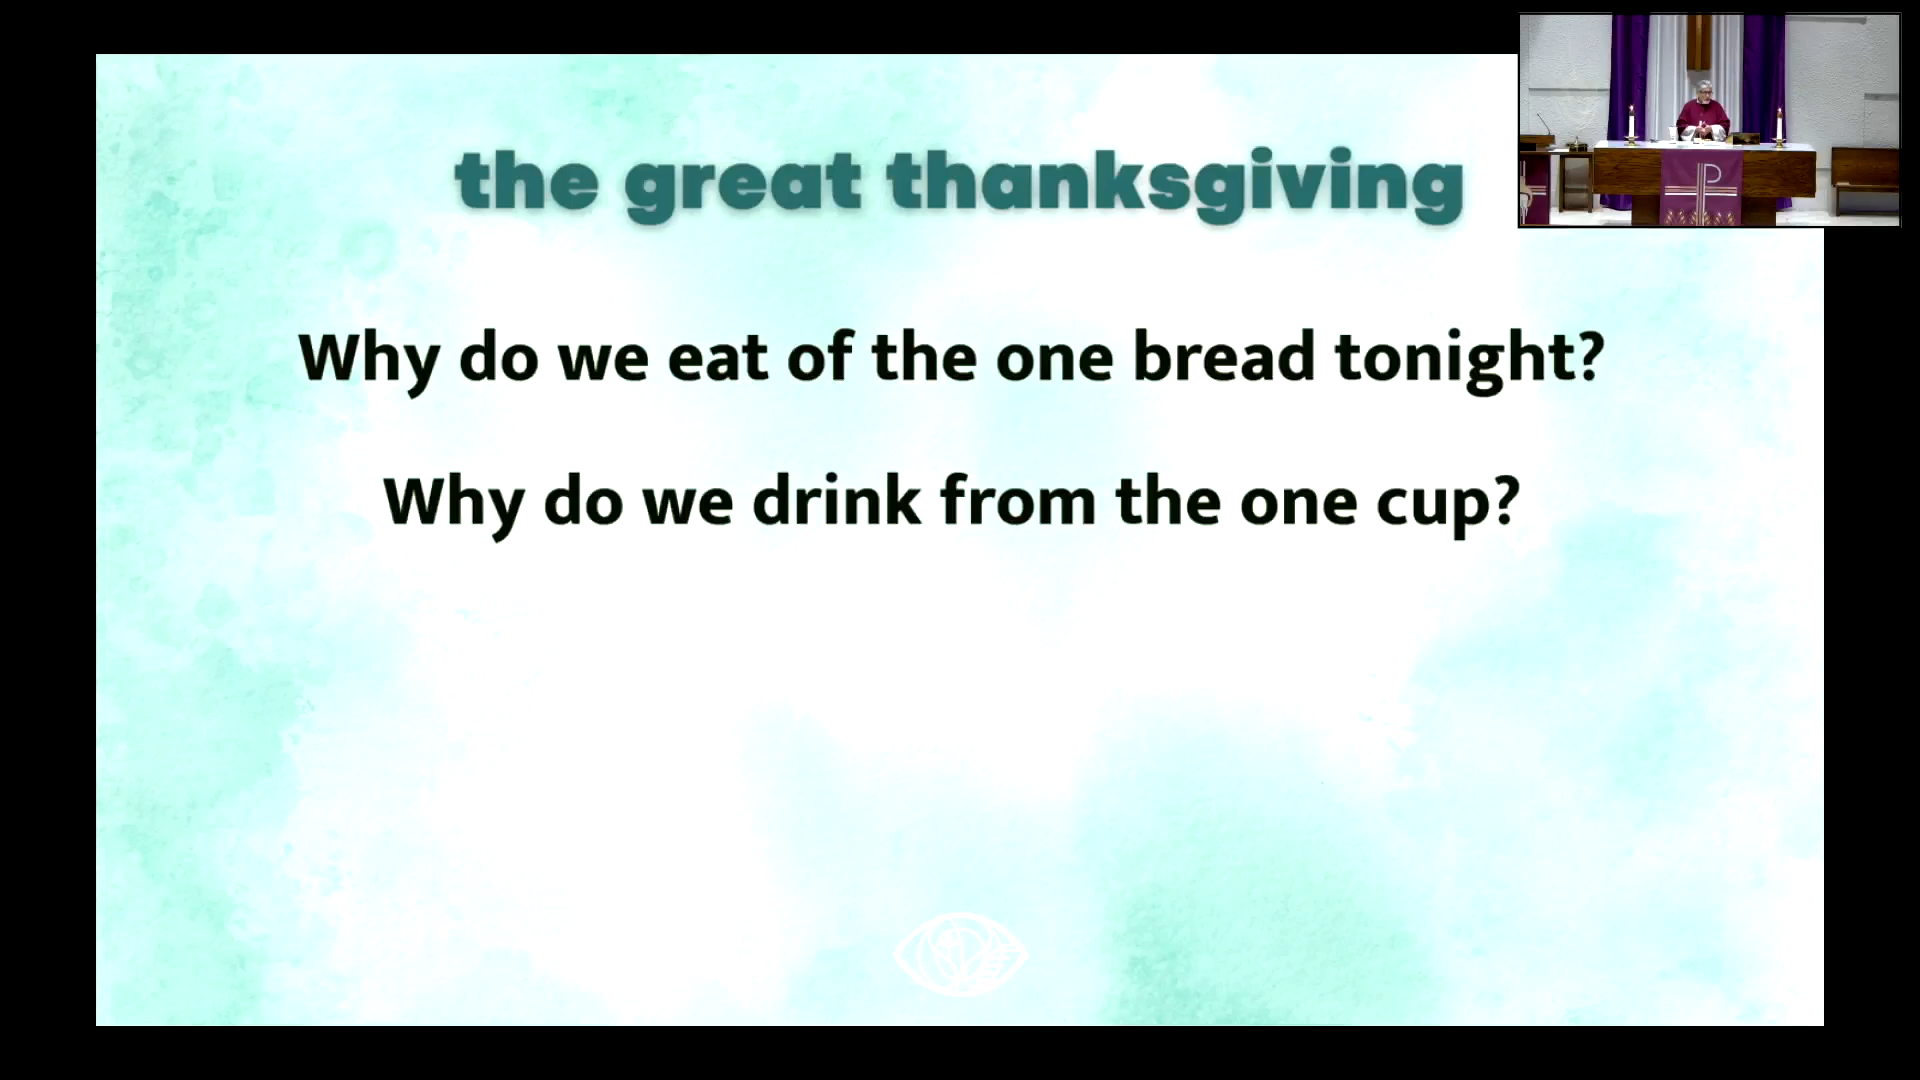 the great thanksgiving
Why do we eat of the one bread tonight?
Why do we drink from the one cup?